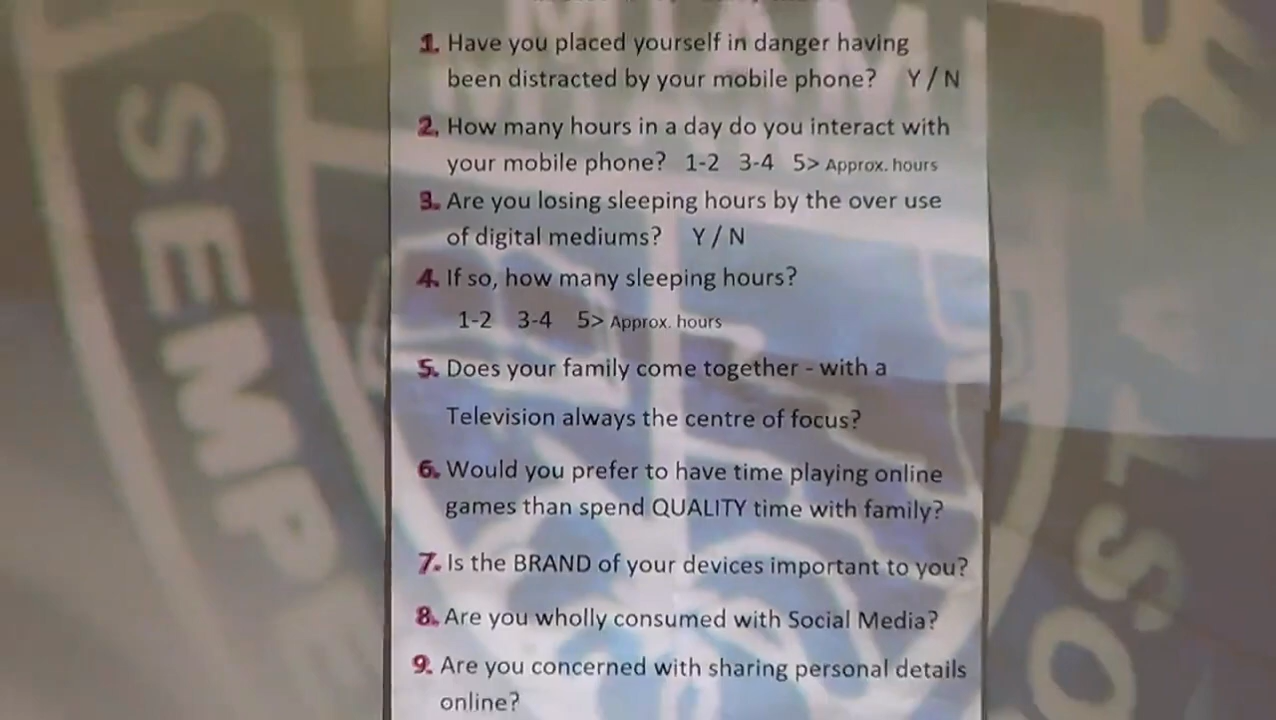 MIAMI
SEMPE
1. Have you placed yourself in danger having
been distracted by your mobile phone? Y / N
2. How many hours in a day do you interact with
your mobile phone? 1-2 3-4 5> Approx. hours
3. Are you losing sleeping hours by the over use
of digital mediums? Y / N
4. If so, how many sleeping hours?
1-2 3-4 5> Approx. hours
5. Does your family come together - with a
Television always the centre of focus?
6. Would you prefer to have time playing online
games than spend QUALITY time with family?
7. Is the BRAND of your devices important to you?
8. Are you wholly consumed with Social Media?
9. Are you concerned with sharing personal details
online?